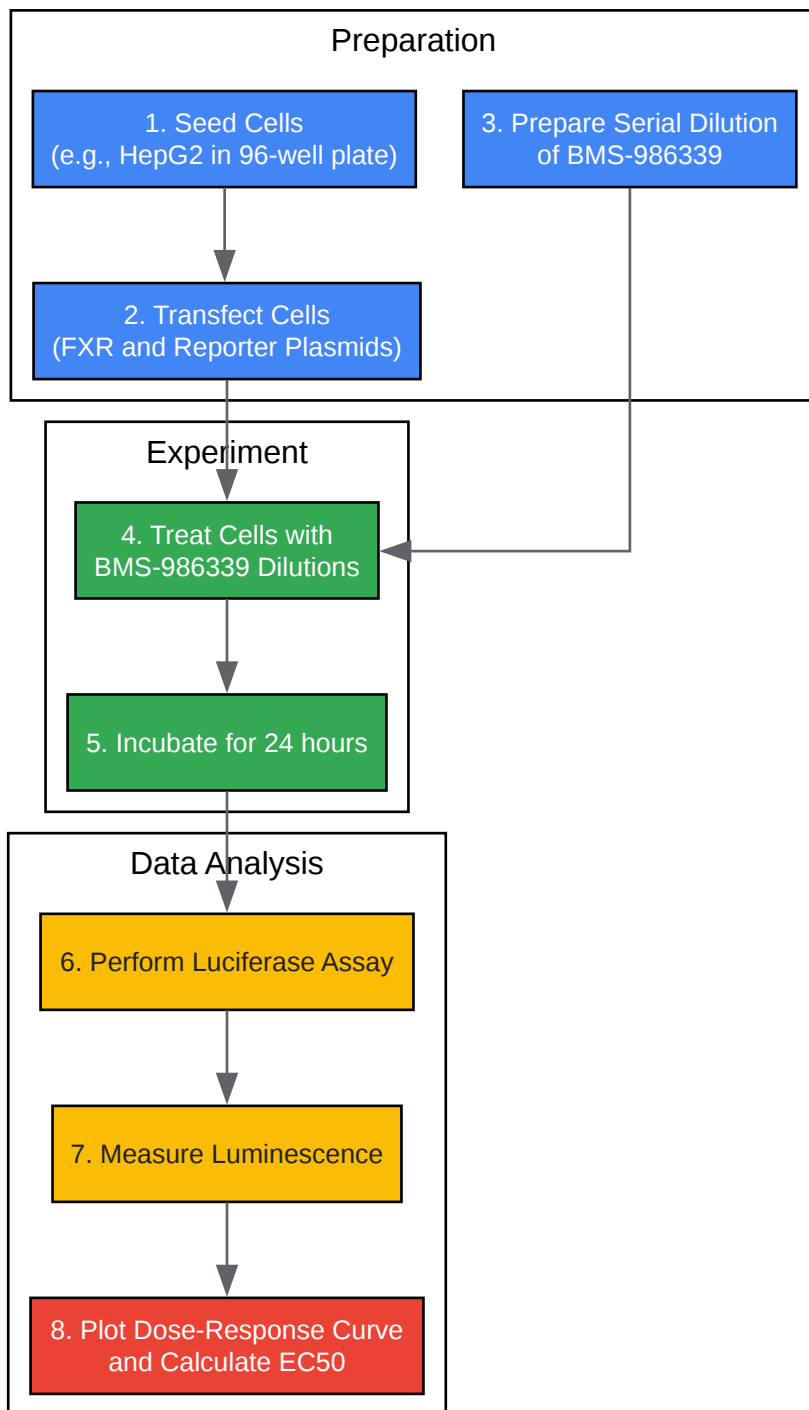 Preparation
1. Seed Cells
(e.g., HepG2 in 96-well plate)
3. Prepare Serial Dilution
of BMS-986339
2. Transfect Cells
(FXR and Reporter Plasmids)
Experiment
4. Treat Cells with
BMS-986339 Dilutions
5. Incubate for 24 hours
Data Analysis
6. Perform Luciferase Assay
7. Measure Luminescence
8. Plot Dose-Response Curve
and Calculate EC50